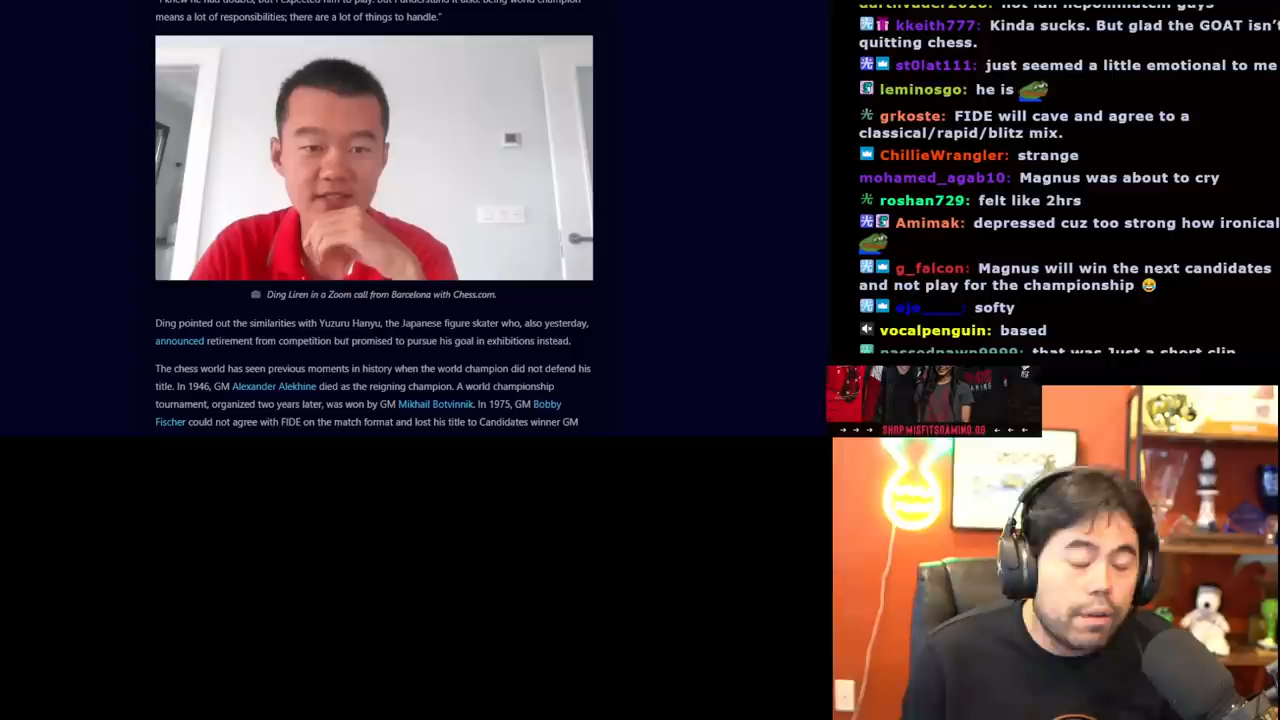 "I knew he had doubts, but I expected him to play. But I understand it also. Being world champion
means a lot of responsibilities; there are a lot of things to handle."
Ding Liren in a Zoom call from Barcelona with Chess.com.
Ding pointed out the similarities with Yuzuru Hanyu, the Japanese figure skater who, also yesterday,
announced retirement from competition but promised to pursue his goal in exhibitions instead.
The chess world has seen previous moments in history when the world champion did not defend his
title. In 1946, GM Alexander Alekhine died as the reigning champion. A world championship
tournament, organized two years later, was won by GM Mikhail Botvinnik. In 1975, GM Bobby
Fischer could not agree with FIDE on the match format and lost his title to Candidates winner GM
kkeith777: Kinda sucks. But glad the GOAT isn'
quitting chess.
st0lat111: just seemed a little emotional to me
leminosgo: he is
grkoste: FIDE will cave and agree to a
classical/rapid/blitz mix.
ChillieWrangler: strange
mohamed_agab10: Magnus was about to cry
roshan729: felt like 2hrs
Amimak: depressed cuz too strong how ironical
g_falcon: Magnus will win the next candidates
and not play for the championship 😂
softy
vocalpenguin: based
passedpawn9999: that was Just a short clip
SHOP.MISFITSGAMING.GG